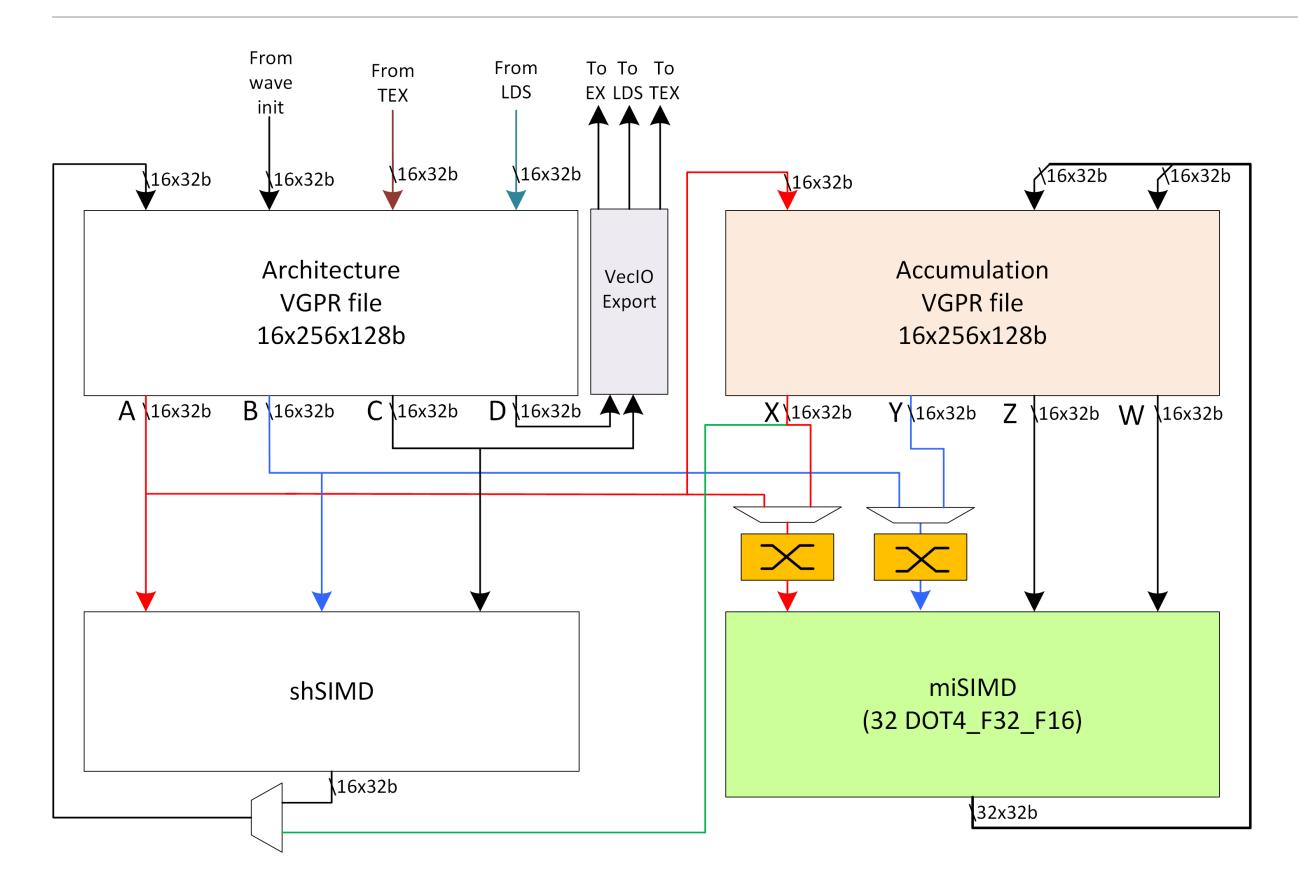 From
wave
init
From
TEX
From
LDS
To To To
EX LDS TEX
\16x32b
\16x32b
\16x32b
\16x32b
\16x32b
\16x32b
\16x32b
Architecture
VGPR file
16x256x128b
VecIO
Export
Accumulation
VGPR file
16x256x128b
A \16x32b
B \16x32b
C \16x32b
D \16x32b
X \16x32b
Y \16x32b
Z \16x32b
W \16x32b
shSIMD
miSIMD
(32 DOT4_F32_F16)
\16x32b
\32x32b